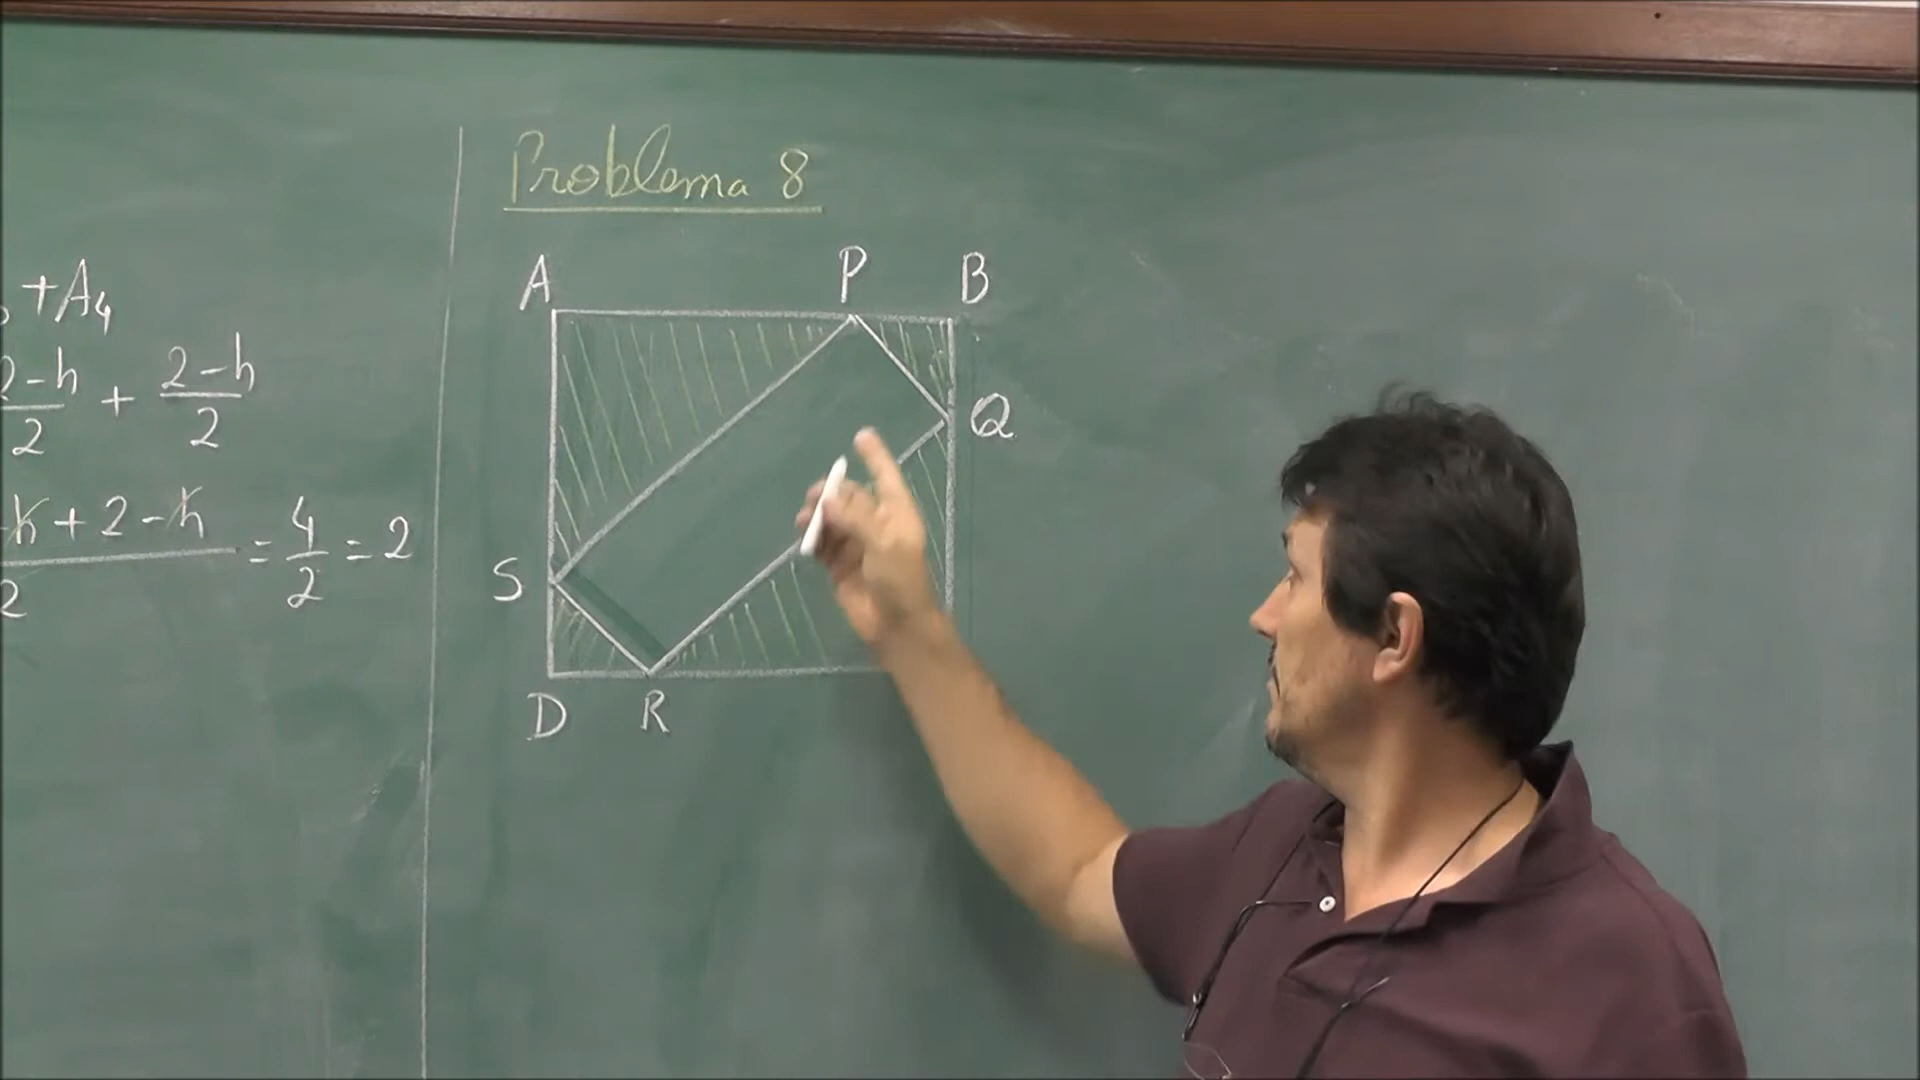 +A₄
2-h/2 + 2-h/2
-h + 2 - h/2 = 4/2 = 2
Problema 8
A P B
Q
S
D R